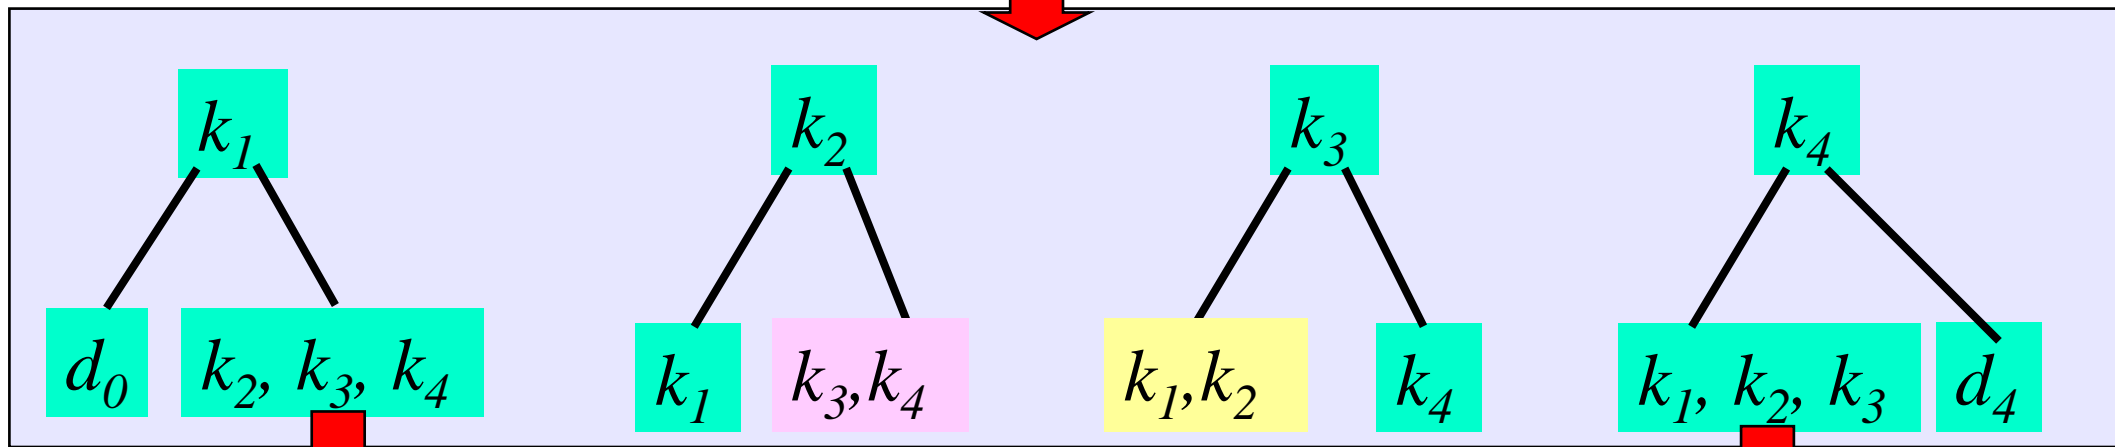 k₁ k₂ k₃ k₄
d₀ k₂, k₃, k₄ k₁ k₃,k₄ k₁,k₂ k₄ k₁, k₂, k₃ d₄